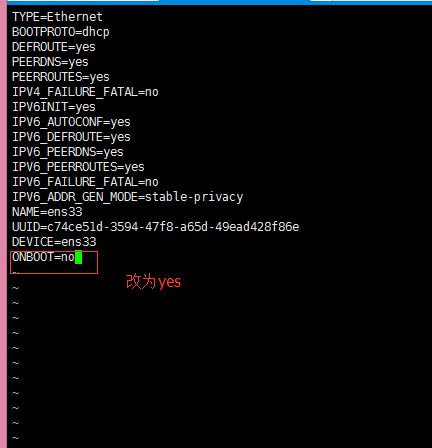 TYPE=Ethernet
BOOTPROTO=dhcp
DEFROUTE=yes
PEERDNS=yes
PEERROUTES=yes
IPV4_FAILURE_FATAL=no
IPV6INIT=yes
IPV6_AUTOCONF=yes
IPV6_DEFROUTE=yes
IPV6_PEERDNS=yes
IPV6_PEERROUTES=yes
IPV6_FAILURE_FATAL=no
IPV6_ADDR_GEN_MODE=stable-privacy
NAME=ens33
UUID=c74ce51d-3594-47f8-a65d-49ead428f86e
DEVICE=ens33
ONBOOT=no
~
改为yes
~
~
~
~
~
~
~
~
~
~
~